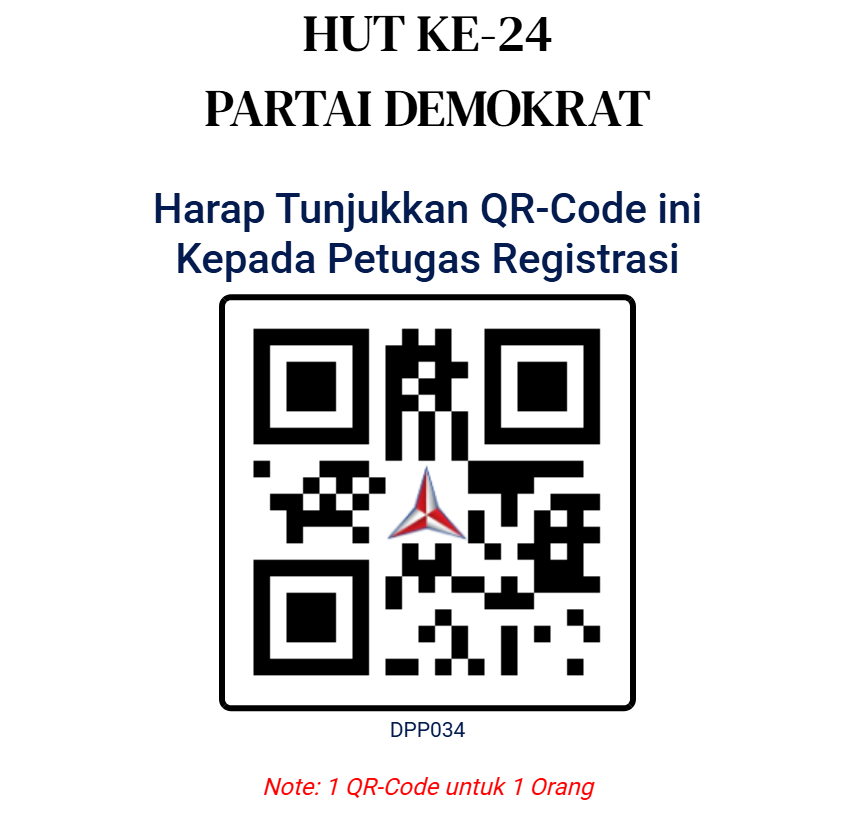 HUT KE-24
PARTAI DEMOKRAT
Harap Tunjukkan QR-Code ini
Kepada Petugas Registrasi
DPP034
Note: 1 QR-Code untuk 1 Orang